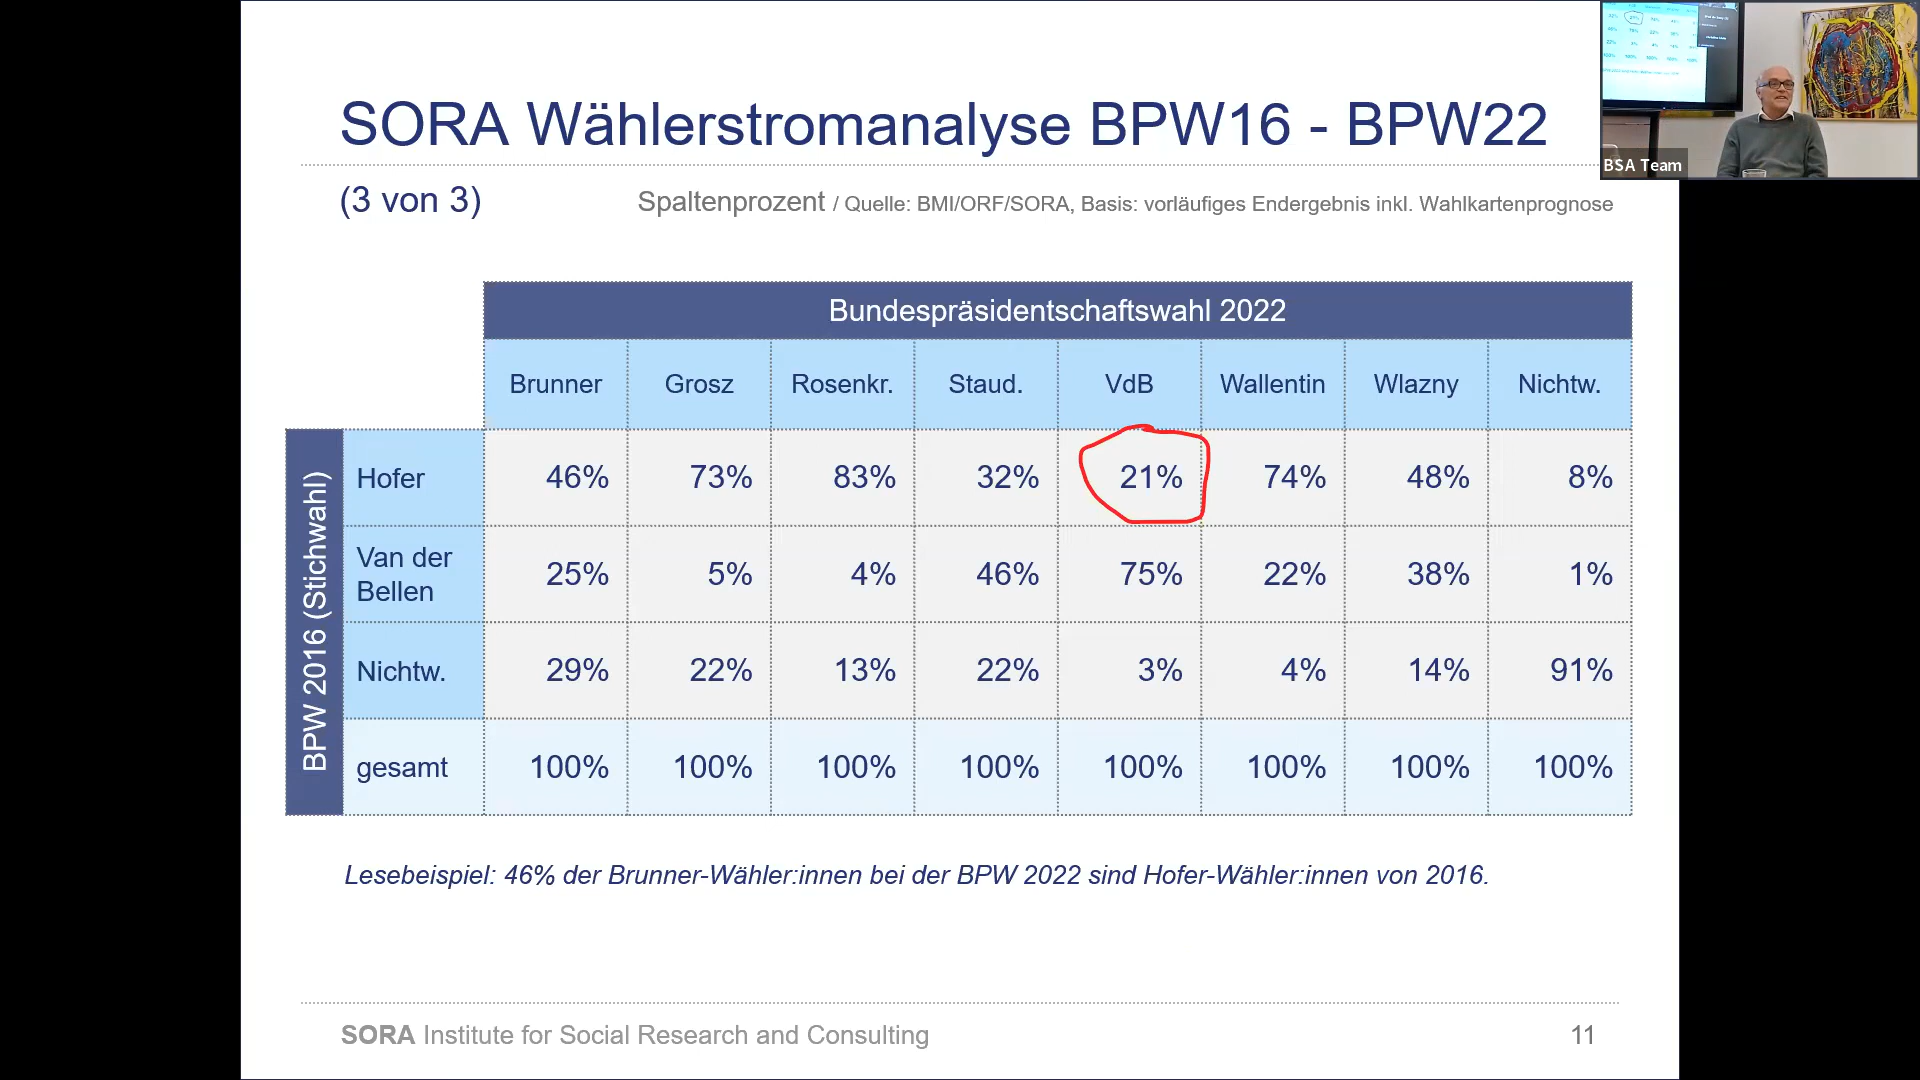 SORA Wählerstromanalyse BPW16 - BPW22
(3 von 3)
Spaltenprozent / Quelle: BMI/ORF/SORA, Basis: vorläufiges Endergebnis inkl. Wahlkartenprognose
BSA Team
Bundespräsidentschaftswahl 2022
Brunner Grosz Rosenkr. Staud. VdB Wallentin Wlazny Nichtw.
BPW 2016 (Stichwahl)
Hofer 46% 73% 83% 32% 21% 74% 48% 8%
Van der
Bellen 25% 5% 4% 46% 75% 22% 38% 1%
Nichtw. 29% 22% 13% 22% 3% 4% 14% 91%
gesamt 100% 100% 100% 100% 100% 100% 100% 100%
Lesebeispiel: 46% der Brunner-Wähler:innen bei der BPW 2022 sind Hofer-Wähler:innen von 2016.
SORA Institute for Social Research and Consulting
11